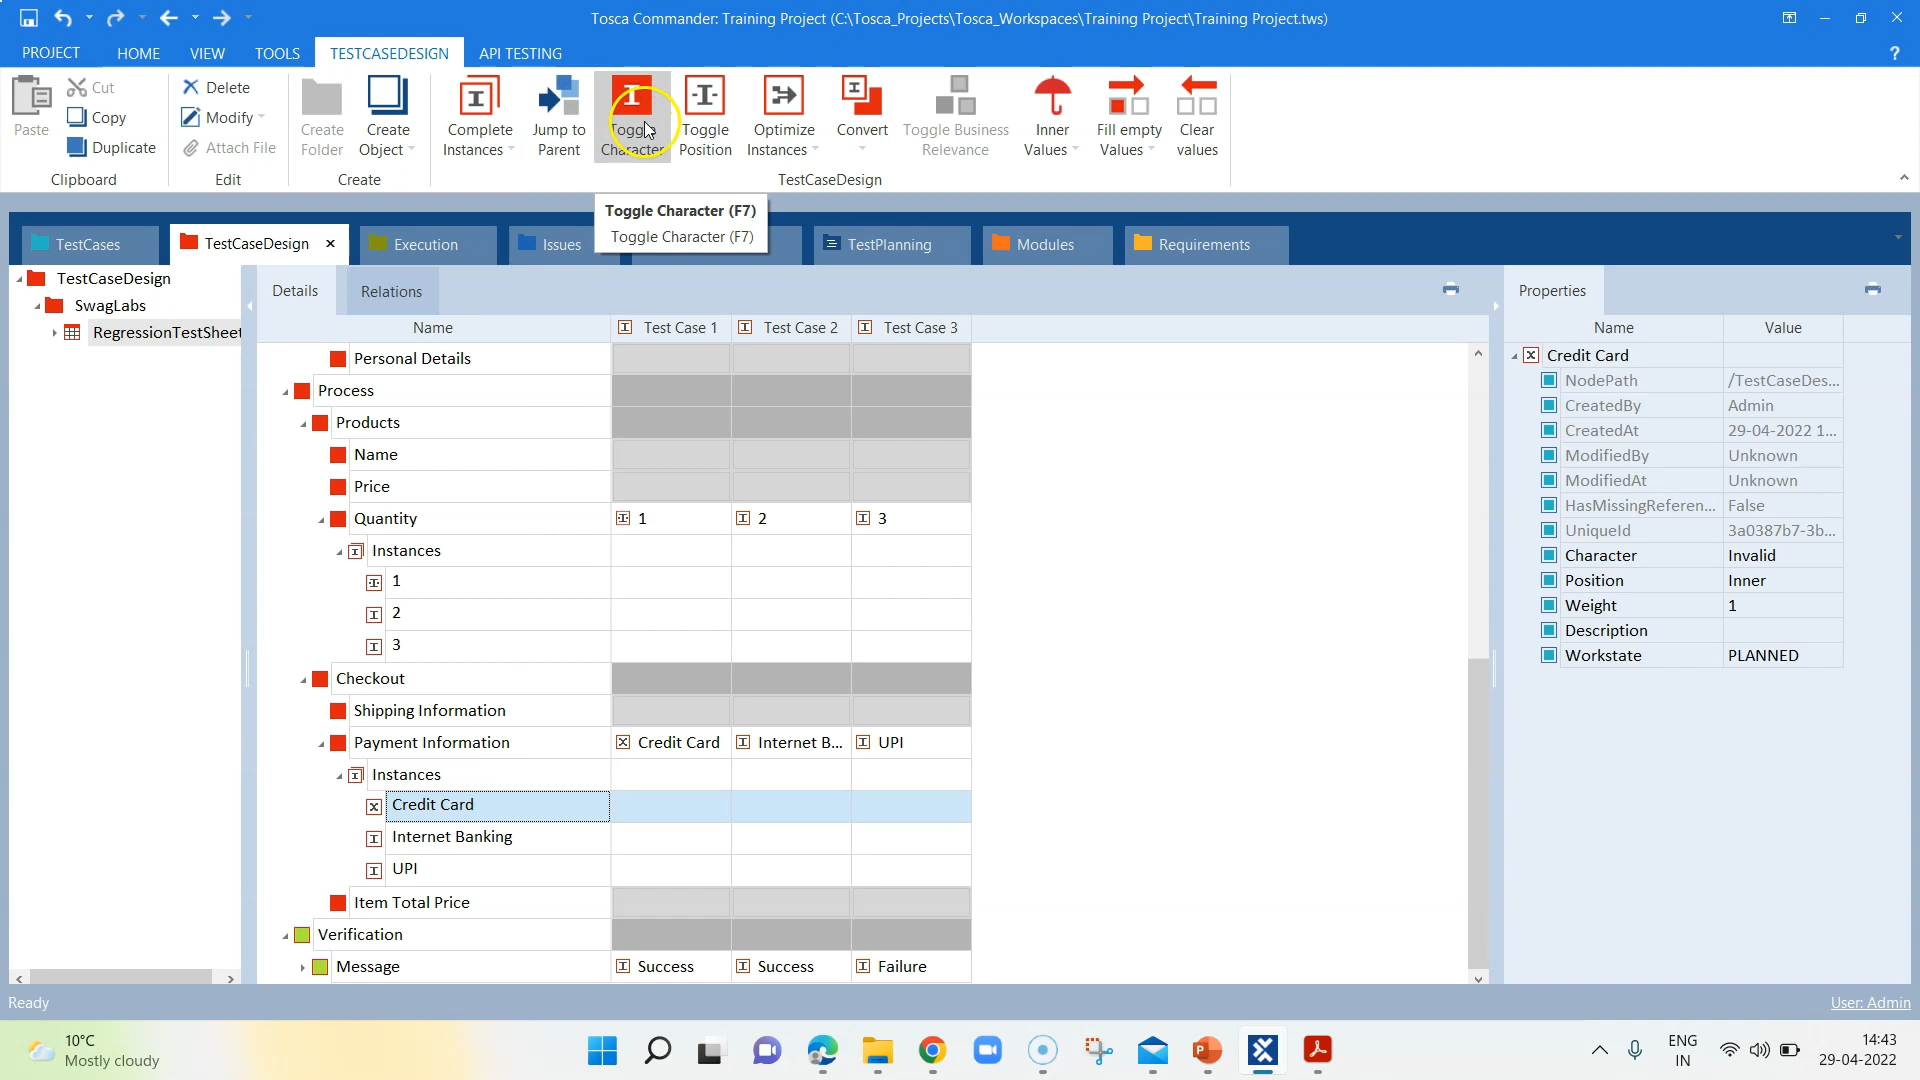 Tosca Commander: Training Project (C:\Tosca_Projects\Tosca_Workspaces\Training Project\Training Project.tws)
PROJECT HOME VIEW TOOLS TESTCASEDESIGN API TESTING ?
Paste Cut Copy Duplicate
Clipboard
Delete Modify Attach File
Edit
Create Folder Create Object
Create
Complete Instances Jump to Parent Toggle Character Toggle Position Optimize Instances Convert Toggle Business Relevance Inner Values Fill empty Values Clear values
TestCaseDesign
Toggle Character (F7)
Toggle Character (F7)
TestCases TestCaseDesign Execution Issues TestPlanning Modules Requirements
TestCaseDesign
SwagLabs
RegressionTestSheet
Details Relations
Name Test Case 1 Test Case 2 Test Case 3
Personal Details
Process
Products
Name
Price
Quantity 1 2 3
Instances
1
2
3
Checkout
Shipping Information
Payment Information Credit Card Internet B... UPI
Instances
Credit Card
Internet Banking
UPI
Item Total Price
Verification
Message Success Success Failure
Properties
Name Value
Credit Card
NodePath /TestCaseDes...
CreatedBy Admin
CreatedAt 29-04-2022 1...
ModifiedBy Unknown
ModifiedAt Unknown
HasMissingReferen... False
UniqueId 3a0387b7-3b...
Character Invalid
Position Inner
Weight 1
Description
Workstate PLANNED
Ready User: Admin
10°C
Mostly cloudy
ENG
IN
14:43
29-04-2022